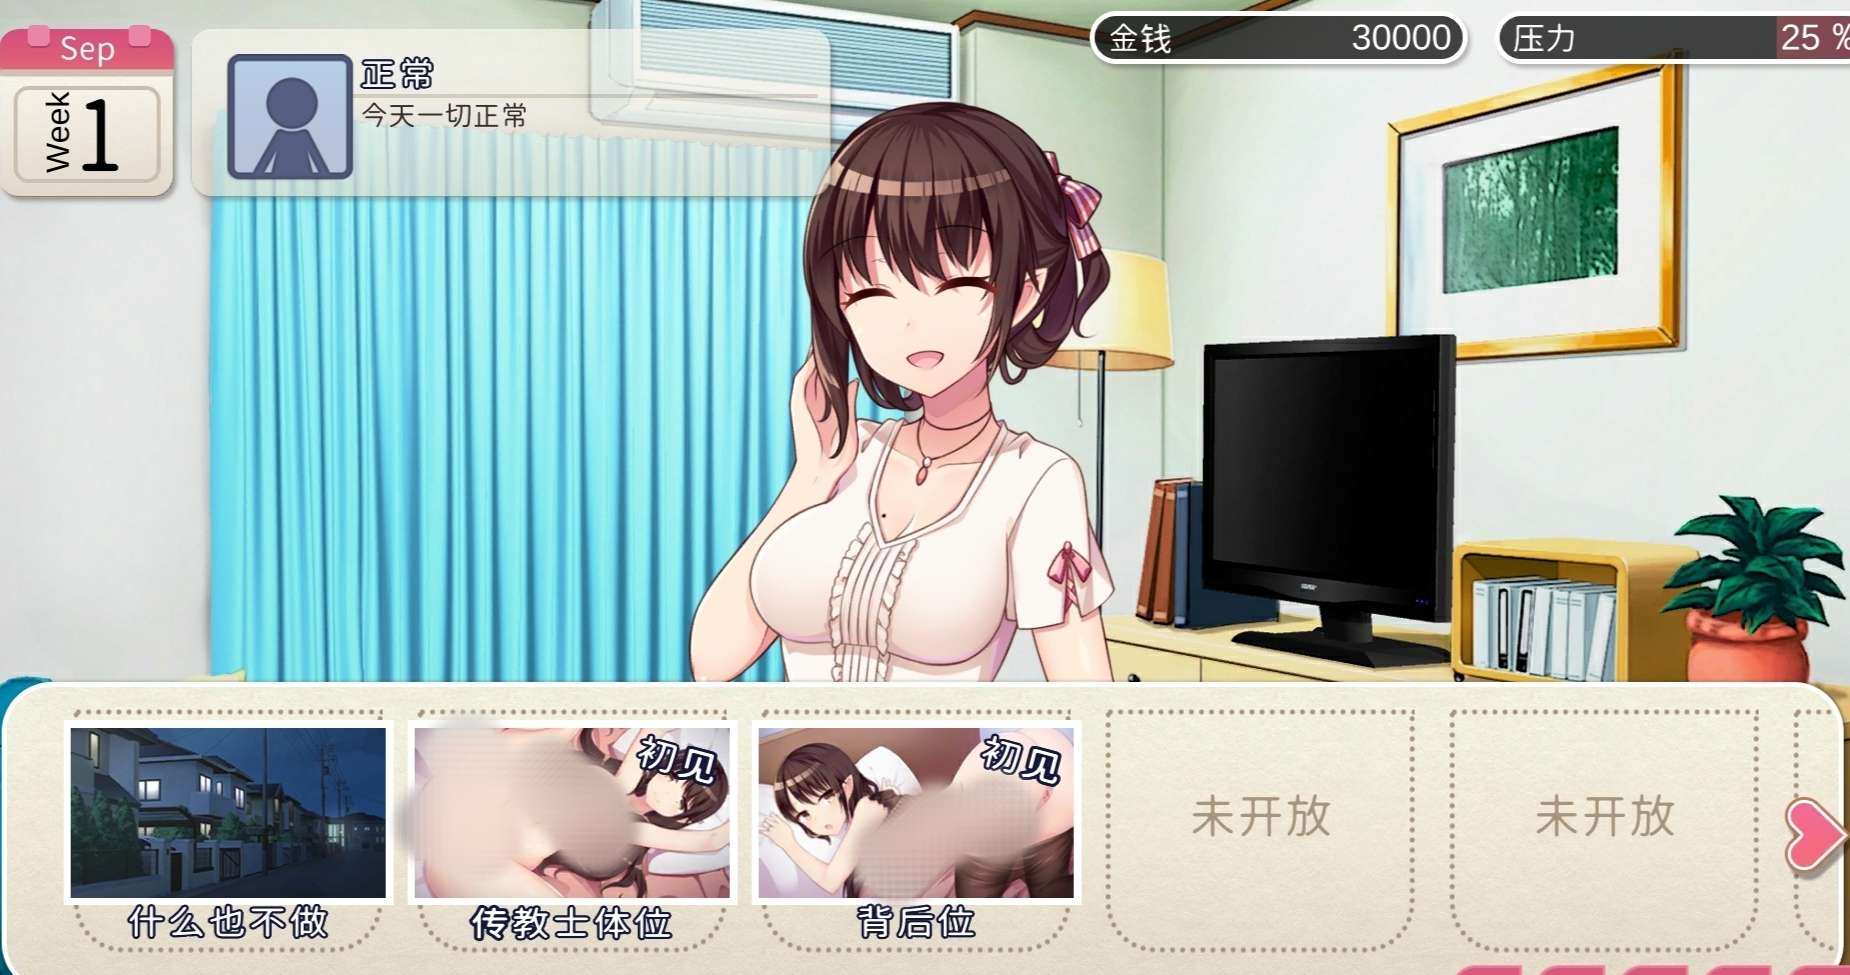 Sep
Week 1
正常
今天一切正常
金钱 30000
压力 25 %
初见
初见
未开放
未开放
什么也不做
传教士体位
背后位